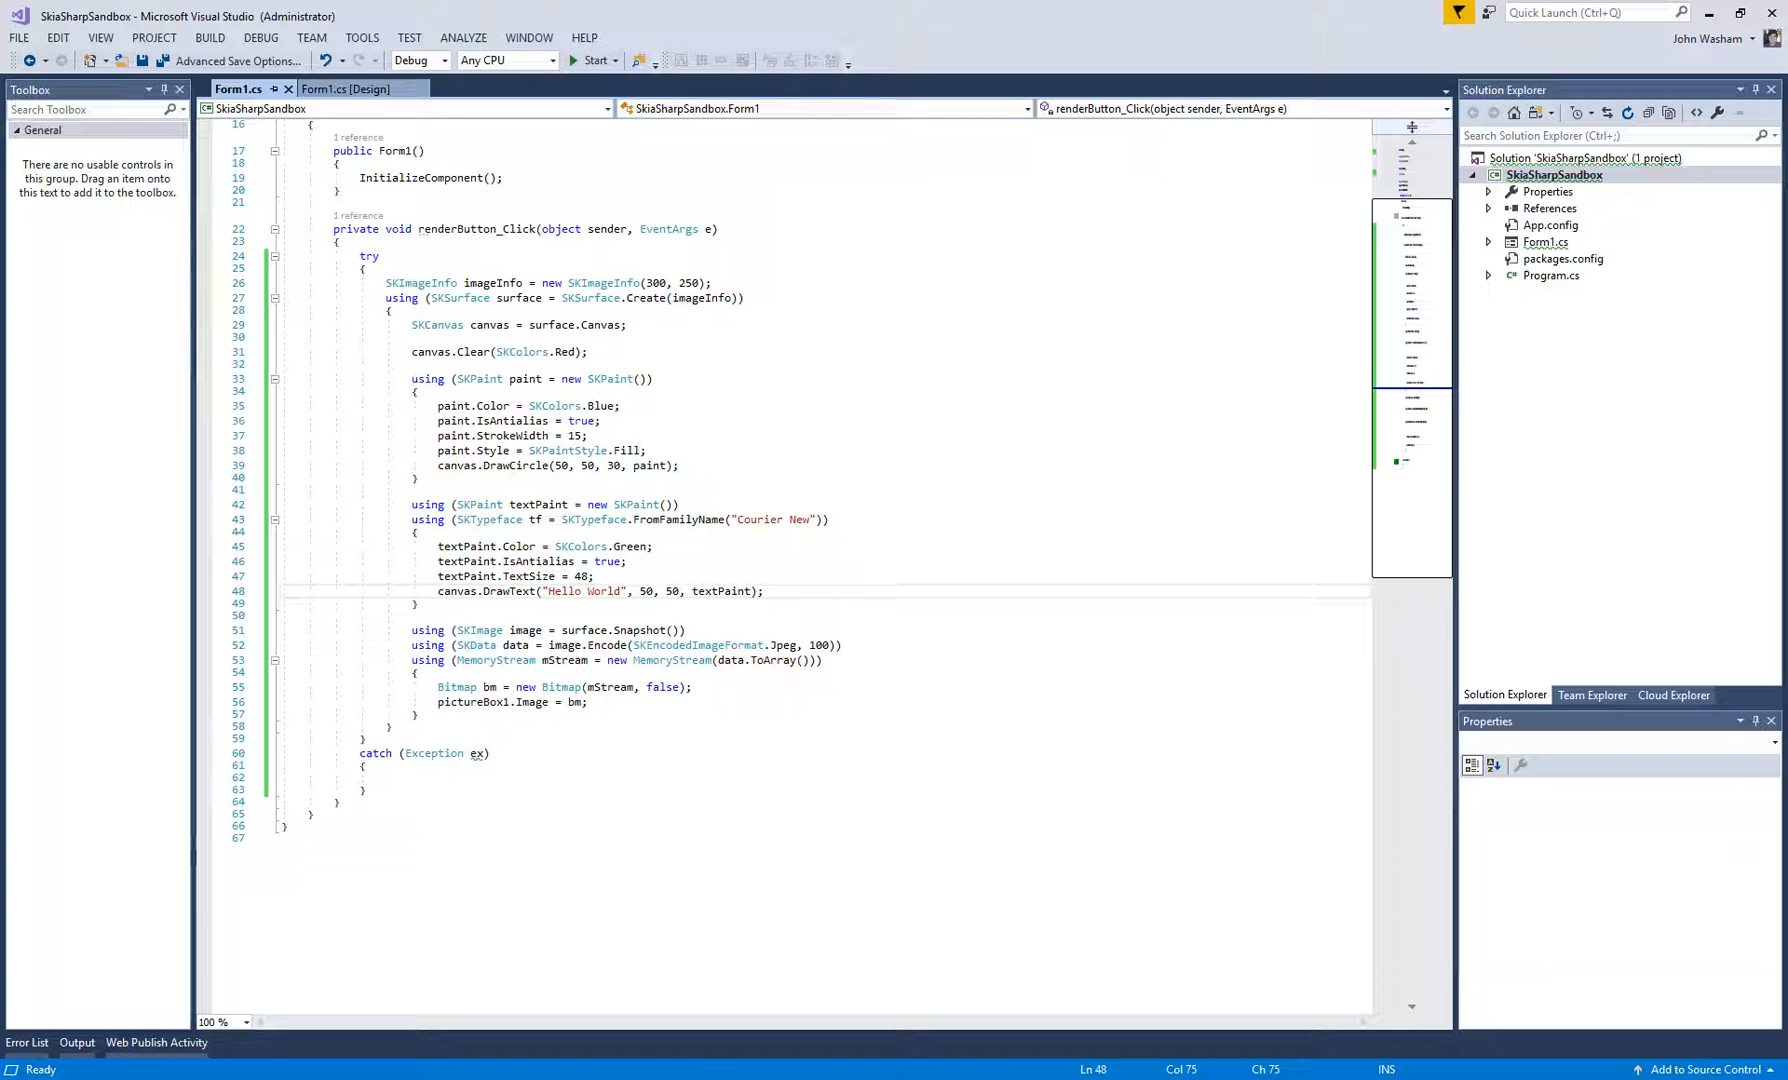 SkiaSharpSandbox - Microsoft Visual Studio (Administrator)
Quick Launch (Ctrl+Q)
FILE EDIT VIEW PROJECT BUILD DEBUG TEAM TOOLS TEST ANALYZE WINDOW HELP
John Washam
Advanced Save Options... Debug Any CPU Start
Toolbox
Search Toolbox
General
There are no usable controls in
this group. Drag an item onto
this text to add it to the toolbox.
Form1.cs Form1.cs [Design]
SkiaSharpSandbox SkiaSharpSandbox.Form1 renderButton_Click(object sender, EventArgs e)
16 {
1 reference
17 public Form1()
18 {
19 InitializeComponent();
20 }
21
1 reference
22 private void renderButton_Click(object sender, EventArgs e)
23 {
24 try
25 {
26 SKImageInfo imageInfo = new SKImageInfo(300, 250);
27 using (SKSurface surface = SKSurface.Create(imageInfo))
28 {
29 SKCanvas canvas = surface.Canvas;
30
31 canvas.Clear(SKColors.Red);
32
33 using (SKPaint paint = new SKPaint())
34 {
35 paint.Color = SKColors.Blue;
36 paint.IsAntialias = true;
37 paint.StrokeWidth = 15;
38 paint.Style = SKPaintStyle.Fill;
39 canvas.DrawCircle(50, 50, 30, paint);
40 }
41
42 using (SKPaint textPaint = new SKPaint())
43 using (SKTypeface tf = SKTypeface.FromFamilyName("Courier New"))
44 {
45 textPaint.Color = SKColors.Green;
46 textPaint.IsAntialias = true;
47 textPaint.TextSize = 48;
48 canvas.DrawText("Hello World", 50, 50, textPaint);
49 }
50
51 using (SKImage image = surface.Snapshot())
52 using (SKData data = image.Encode(SKEncodedImageFormat.Jpeg, 100))
53 using (MemoryStream mStream = new MemoryStream(data.ToArray()))
54 {
55 Bitmap bm = new Bitmap(mStream, false);
56 pictureBox1.Image = bm;
57 }
58 }
59 }
60 catch (Exception ex)
61 {
62
63 }
64 }
65 }
66 }
67
100 %
Solution Explorer
Search Solution Explorer (Ctrl+;)
Solution 'SkiaSharpSandbox' (1 project)
SkiaSharpSandbox
Properties
References
App.config
Form1.cs
packages.config
C# Program.cs
Solution Explorer Team Explorer Cloud Explorer
Properties
Error List Output Web Publish Activity
Ready Ln 48 Col 75 Ch 75 INS Add to Source Control